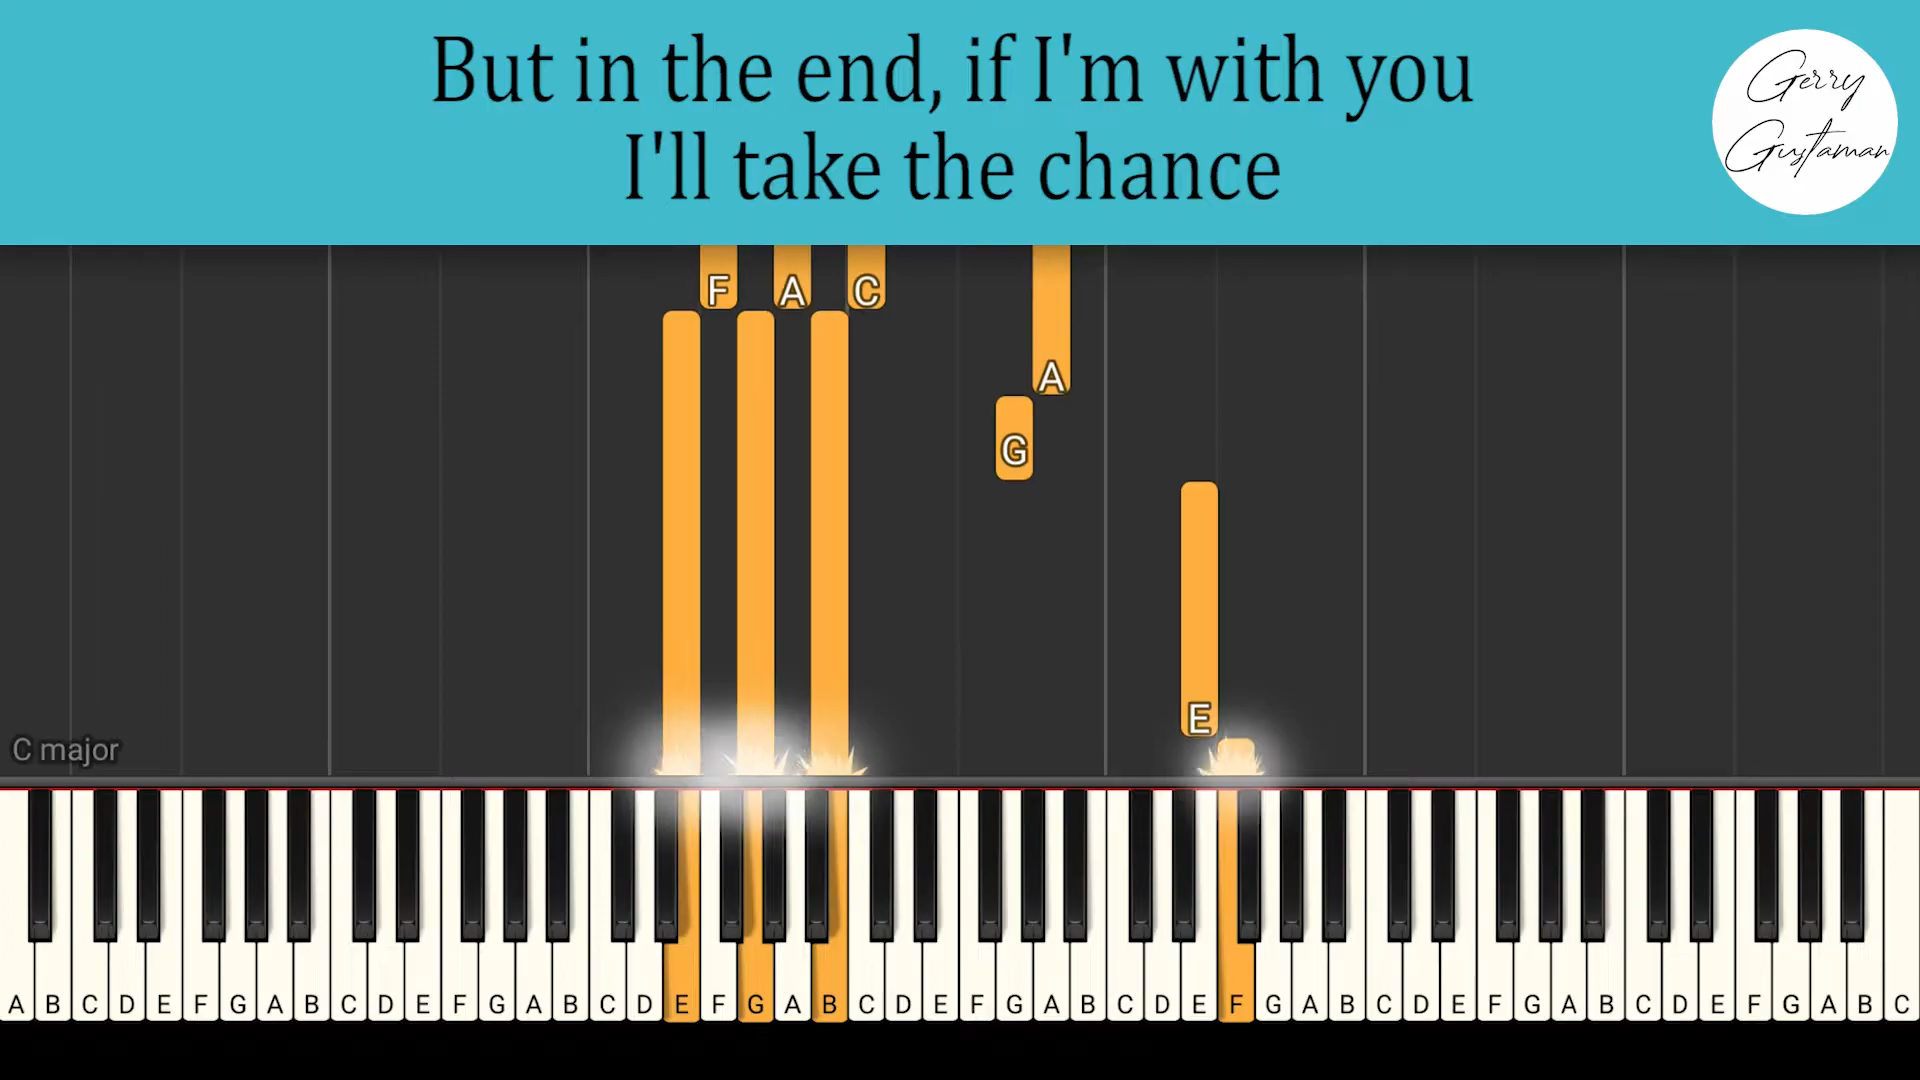 But in the end, if I'm with you
I'll take the chance
Gerry
Gustaman
F A C
A
G
E
C major
A B C D E F G A B C D E F G A B C D E F G A B C D E F G A B C D E F G A B C D E F G A B C D E F G A B C